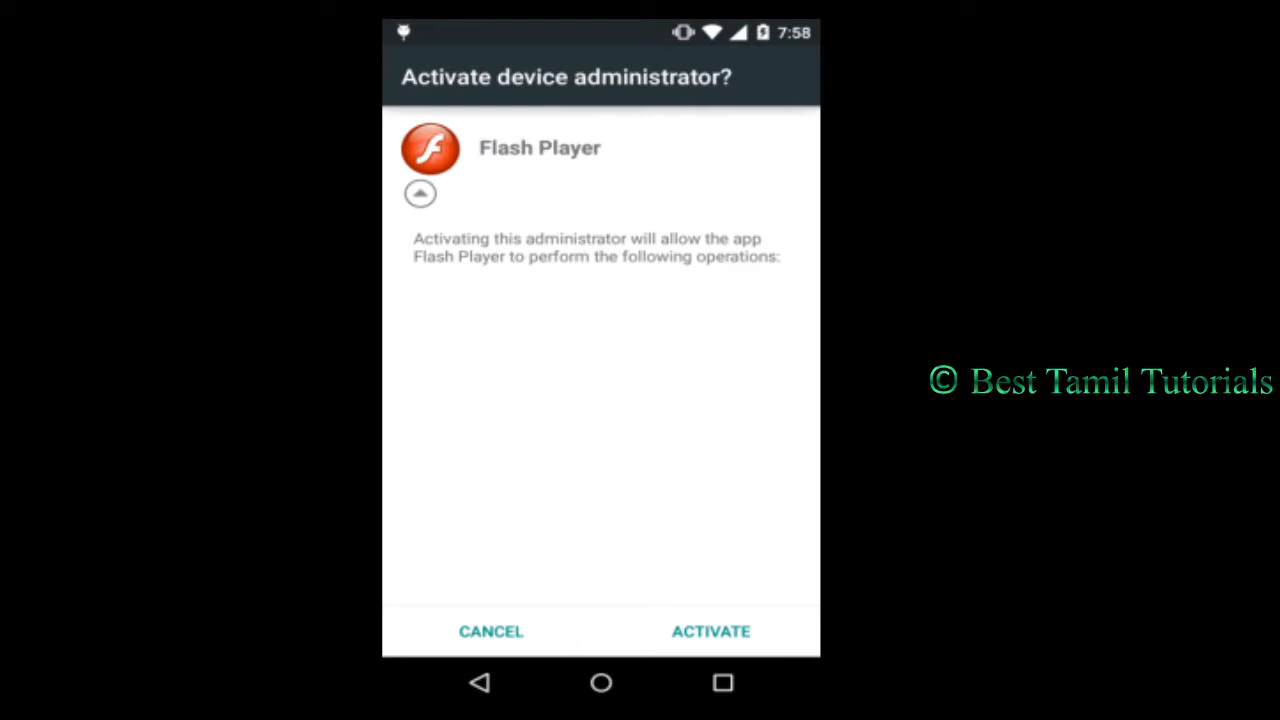 7:58
Activate device administrator?
Flash Player
Activating this administrator will allow the app
Flash Player to perform the following operations:
© Best Tamil Tutorials
CANCEL ACTIVATE